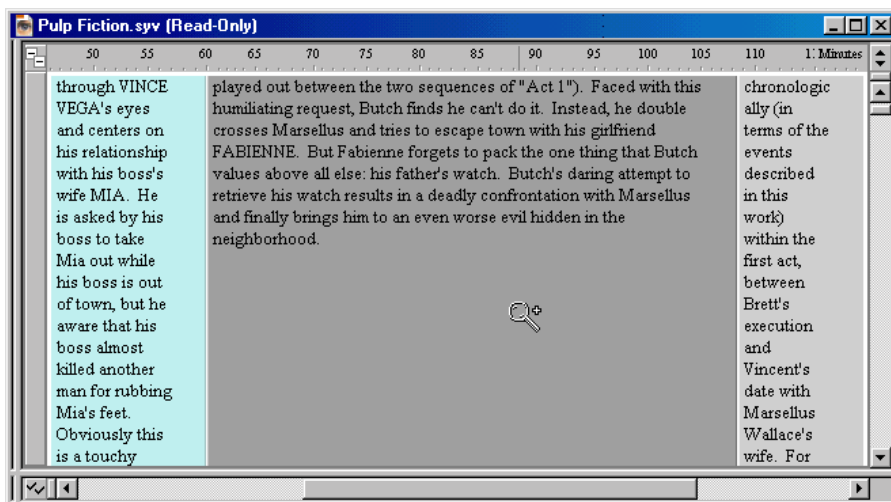 Pulp Fiction.syv (Read-Only)
50 55 60 65 70 75 80 85 90 95 100 105 110 Minutes
through VINCE
VEGA's eyes
and centers on
his relationship
with his boss's
wife MIA. He
is asked by his
boss to take
Mia out while
his boss is out
of town, but he
aware that his
boss almost
killed another
man for rubbing
Mia's feet.
Obviously this
is a touchy
played out between the two sequences of "Act 1"). Faced with this
humiliating request, Butch finds he can't do it. Instead, he double
crosses Marsellus and tries to escape town with his girlfriend
FABIENNE. But Fabienne forgets to pack the one thing that Butch
values above all else: his father's watch. Butch's daring attempt to
retrieve his watch results in a deadly confrontation with Marsellus
and finally brings him to an even worse evil hidden in the
neighborhood.
chronologic
ally (in
terms of the
events
described
in this
work)
within the
first act,
between
Brett's
execution
and
Vincent's
date with
Marsellus
Wallace's
wife. For